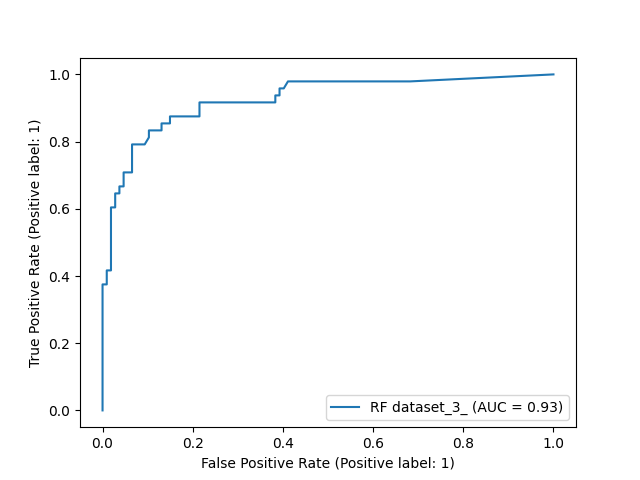 1.0
0.8
0.6
0.4
0.2
0.0
True Positive Rate (Positive label: 1)
RF dataset_3_ (AUC = 0.93)
0.0 0.2 0.4 0.6 0.8 1.0
False Positive Rate (Positive label: 1)